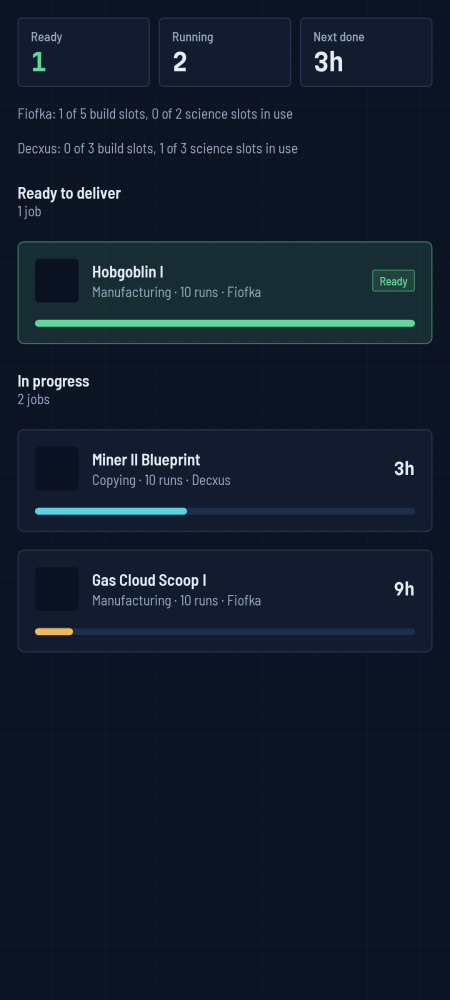 Ready
1
Running
2
Next done
3h
Fiofka: 1 of 5 build slots, 0 of 2 science slots in use
Decxus: 0 of 3 build slots, 1 of 3 science slots in use
Ready to deliver
1 job
Hobgoblin I
Manufacturing · 10 runs · Fiofka
Ready
In progress
2 jobs
Miner II Blueprint
Copying · 10 runs · Decxus
3h
Gas Cloud Scoop I
Manufacturing · 10 runs · Fiofka
9h